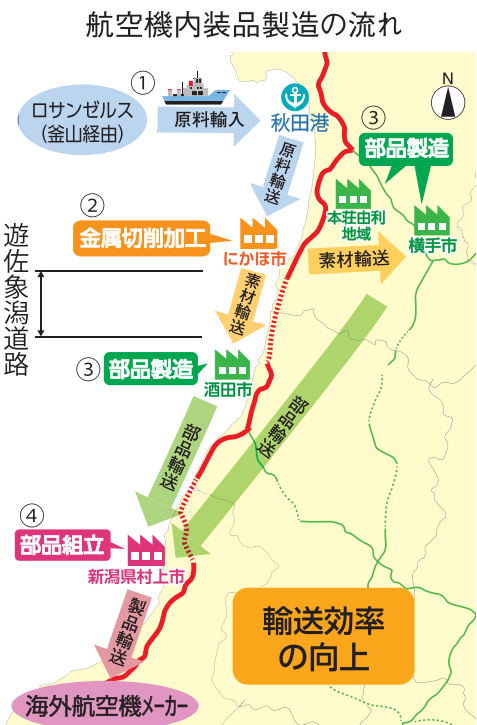 航空機内装品製造の流れ
①
ロサンゼルス
(釜山経由)
原料輸入
秋田港
N
③
部品製造
原料輸送
②
金属切削加工
にかほ市
本荘由利
地域
横手市
素材輸送
遊佐象潟道路
素材輸送
③
部品製造
酒田市
部品輸送
部品輸送
④
部品組立
新潟県村上市
製品輸送
輸送効率
の向上
海外航空機メーカー